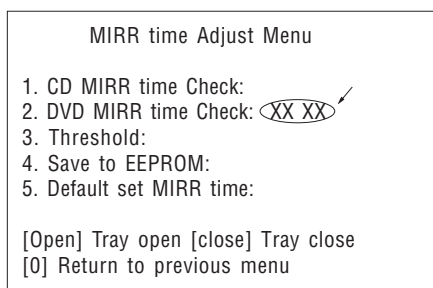 MIRR time Adjust Menu
1. CD MIRR time Check:
2. DVD MIRR time Check: XX XX
3. Threshold:
4. Save to EEPROM:
5. Default set MIRR time:
[Open] Tray open [close] Tray close
[0] Return to previous menu